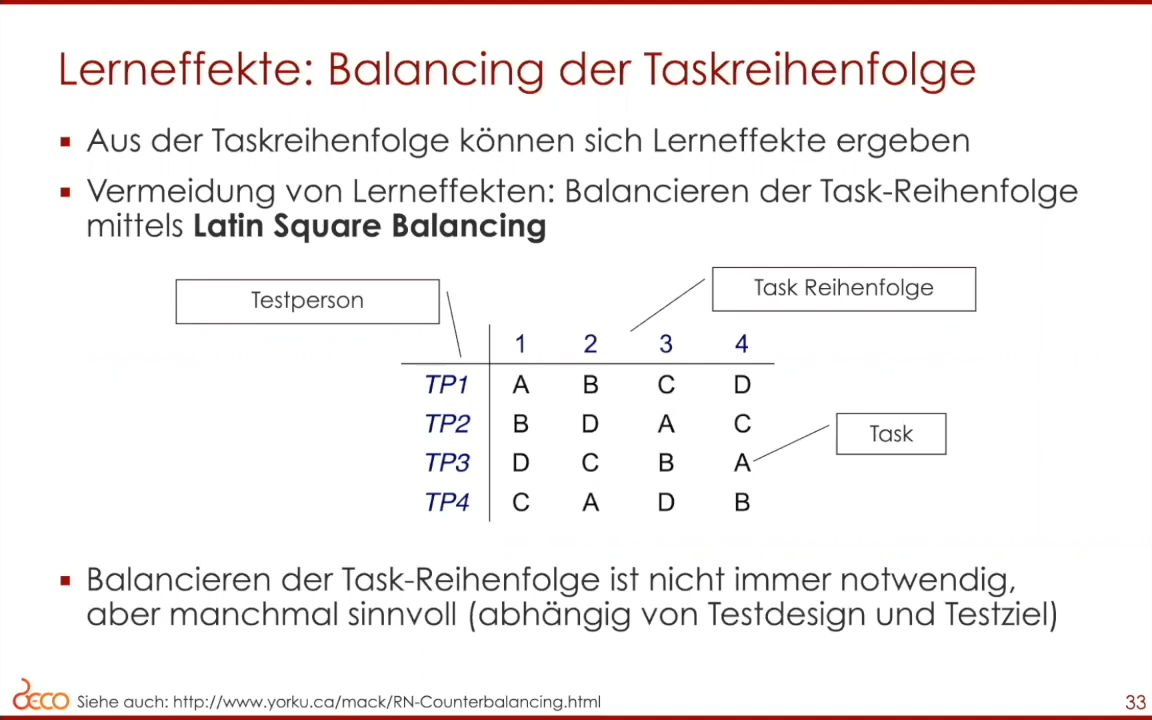 Lerneffekte: Balancing der Taskreihenfolge
Aus der Taskreihenfolge können sich Lerneffekte ergeben
Vermeidung von Lerneffekten: Balancieren der Task-Reihenfolge
mittels Latin Square Balancing
Testperson
Task Reihenfolge
1 2 3 4
TP1 A B C D
TP2 B D A C
Task
TP3 D C B A
TP4 C A D B
Balancieren der Task-Reihenfolge ist nicht immer notwendig,
aber manchmal sinnvoll (abhängig von Testdesign und Testziel)
DECO Siehe auch: http://www.yorku.ca/mack/RN-Counterbalancing.html
33